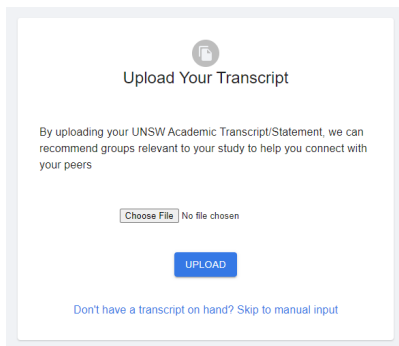 Upload Your Transcript
By uploading your UNSW Academic Transcript/Statement, we can
recommend groups relevant to your study to help you connect with
your peers
Choose File No file chosen
UPLOAD
Don't have a transcript on hand? Skip to manual input